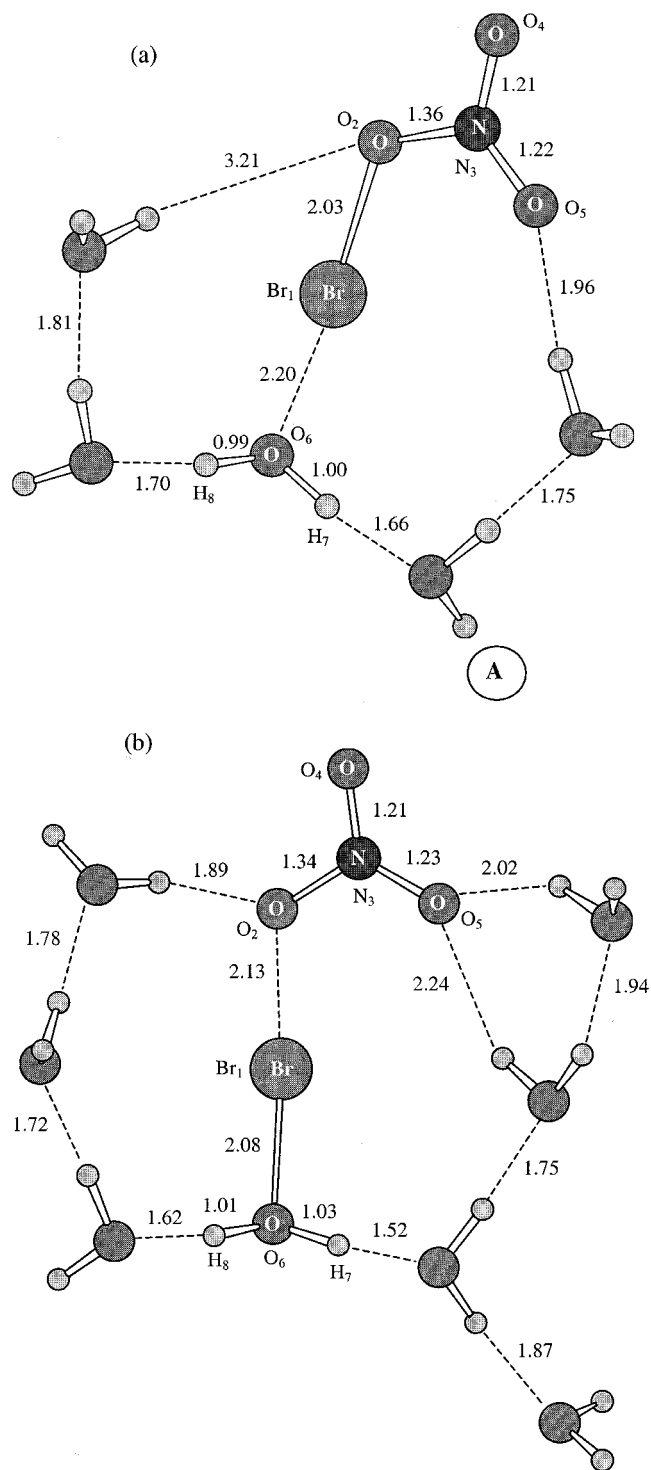 (a)
O O₄
1.21
O₂ 1.36 N
O 1.22
N₃
3.21
2.03 O O₅
Br₁ Br
1.96
1.81
2.20
O₆
0.99 O
1.00
1.70 H₈
H₇ 1.66
1.75
A
(b)
O₄ O
1.21
1.89 1.34 N 1.23 2.02
N₃
O O
O₂ O₅
1.78
2.13 2.24
1.94
Br₁ Br
1.72
2.08
1.75
1.62 1.01 1.03 1.52
O
H₈ O₆ H₇
1.87